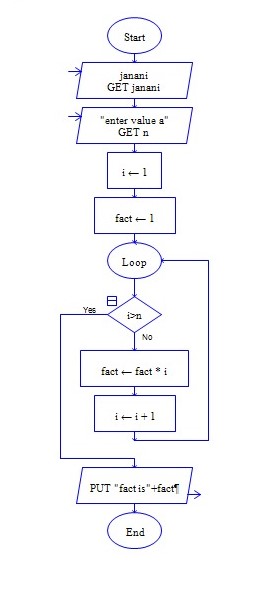 Start
janani
GET janani
"enter value a"
GET n
i ← 1
fact ← 1
Loop
Yes
i>n
No
fact ← fact * i
i ← i + 1
PUT "fact is"+fact¶
End